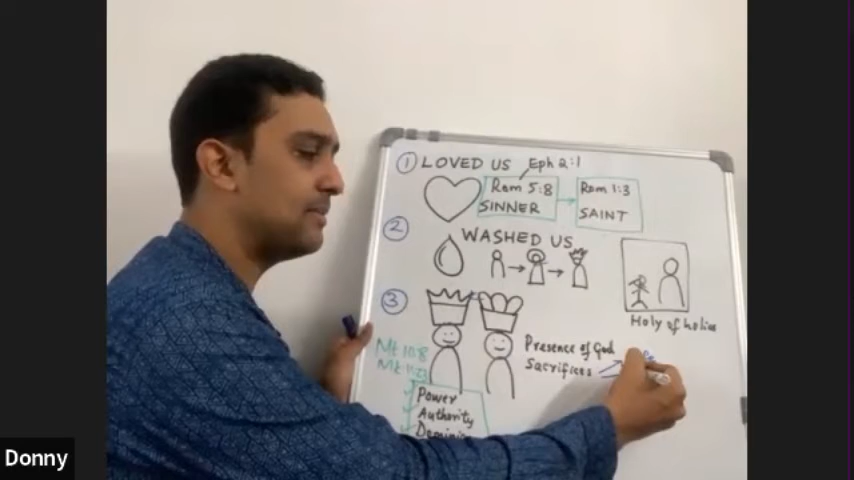 1 LOVED US Eph 2:1
Rom 5:8
SINNER
Rom 1:3
SAINT
2 WASHED US
Holy of holies
3
Presence of God
Sacrifices
Mt 10:8
Power
Authority
Donny